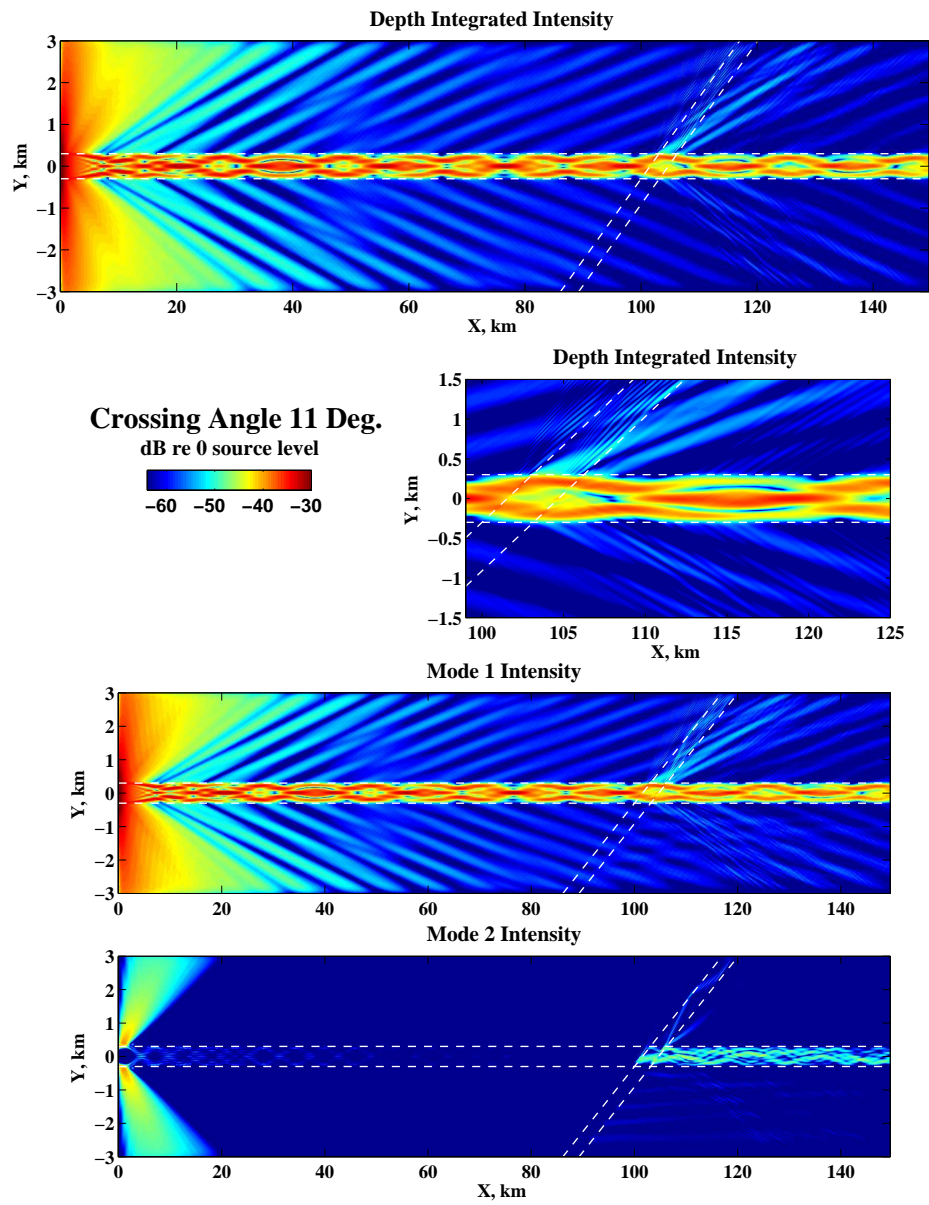 Depth Integrated Intensity
3
2
1
0
−1
−2
−3
Y, km
0 20 40 60 80 100 120 140
X, km
Crossing Angle 11 Deg.
dB re 0 source level
−60 −50 −40 −30
Depth Integrated Intensity
1.5
1
0.5
0
−0.5
−1
−1.5
Y, km
100 105 110 115 120 125
X, km
Mode 1 Intensity
3
2
1
0
−1
−2
−3
Y, km
0 20 40 60 80 100 120 140
Mode 2 Intensity
3
2
1
0
−1
−2
−3
Y, km
0 20 40 60 80 100 120 140
X, km